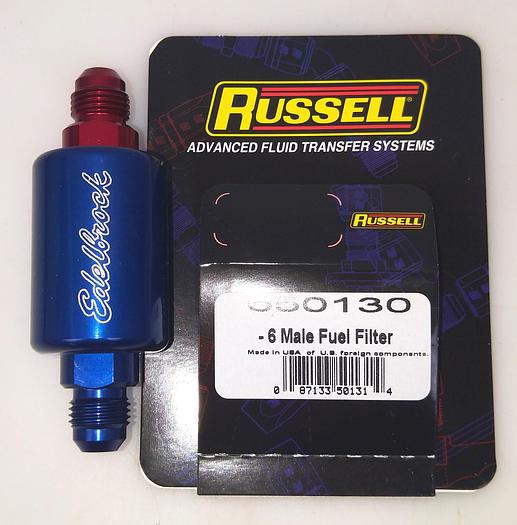 RUSSELL
ADVANCED FLUID TRANSFER SYSTEMS
Edelbrock
RUSSELL
650130
- 6 Male Fuel Filter
Made in USA of U.S. foreign components.
0 87133 50131 4